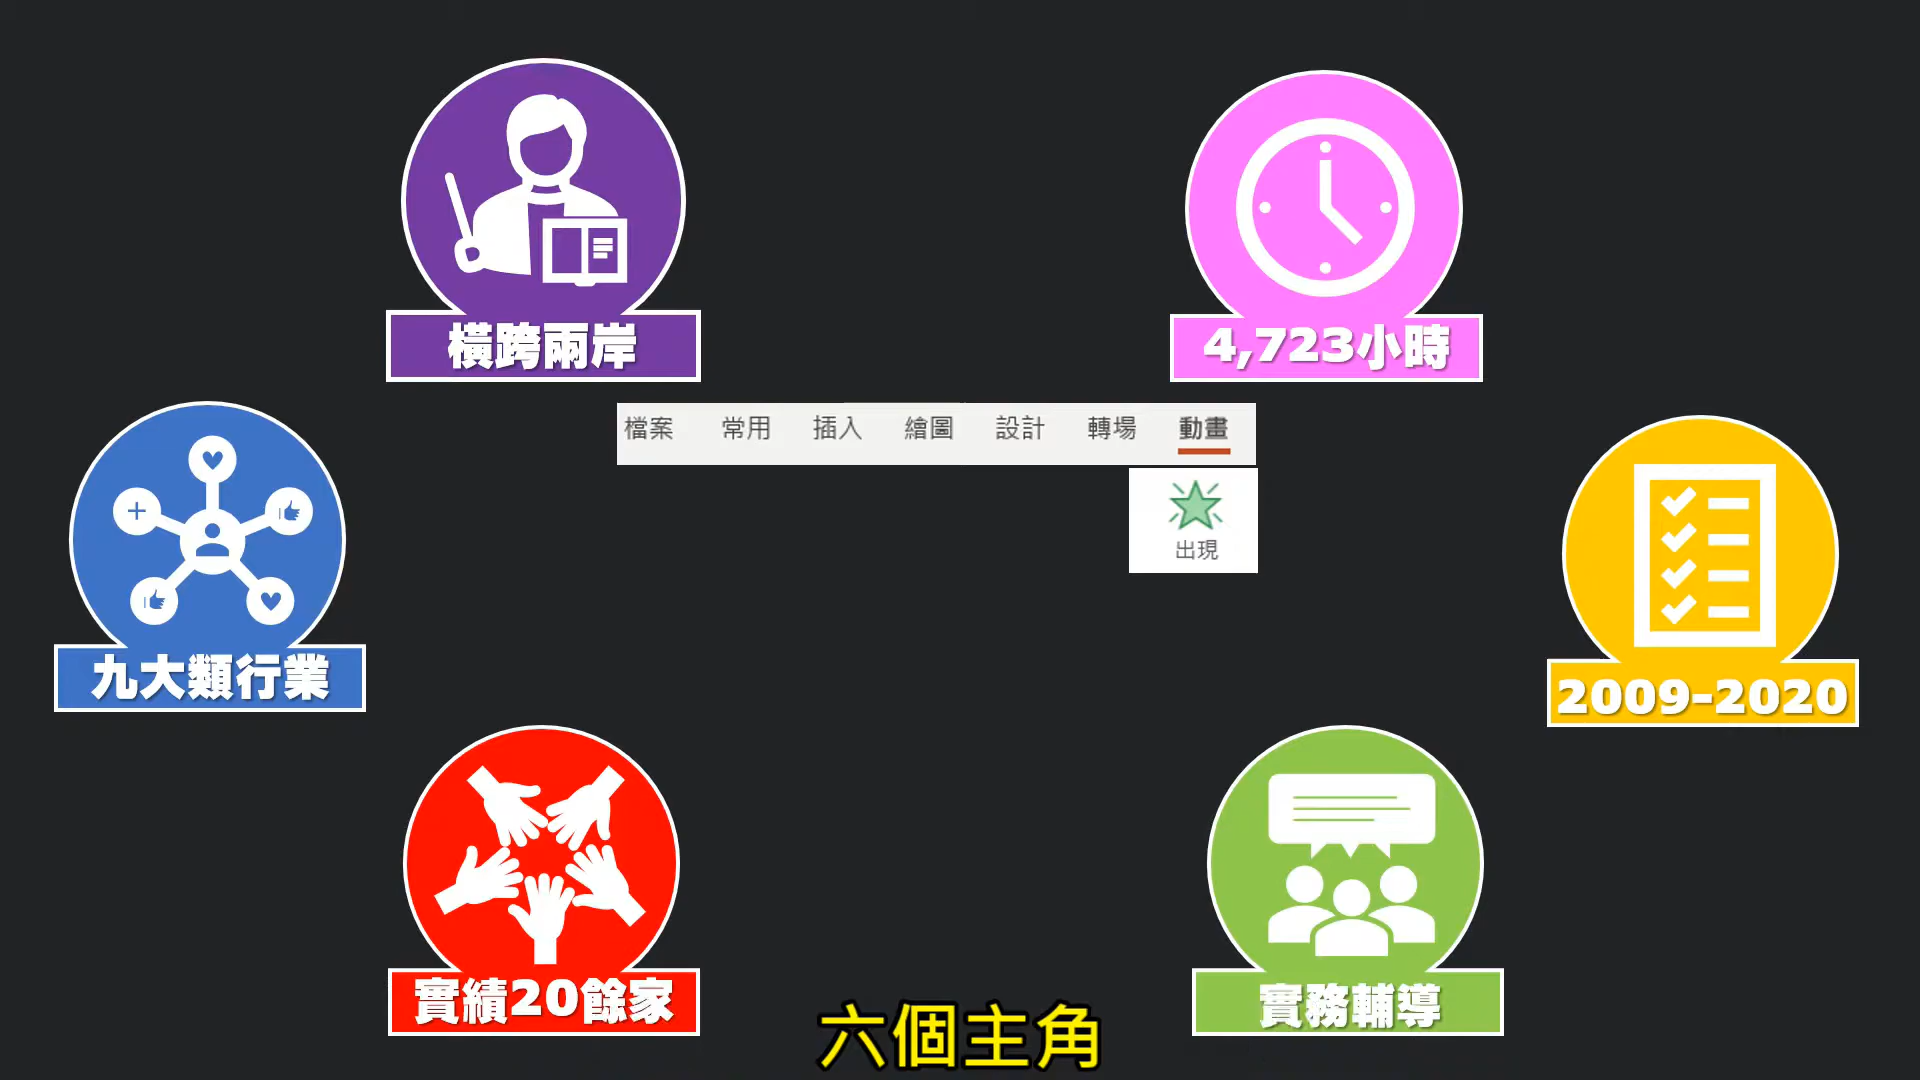 橫跨兩岸
4,723小時
檔案 常用 插入 繪圖 設計 轉場 動畫
出現
九大類行業
2009-2020
實績20餘家
實務輔導
六個主角